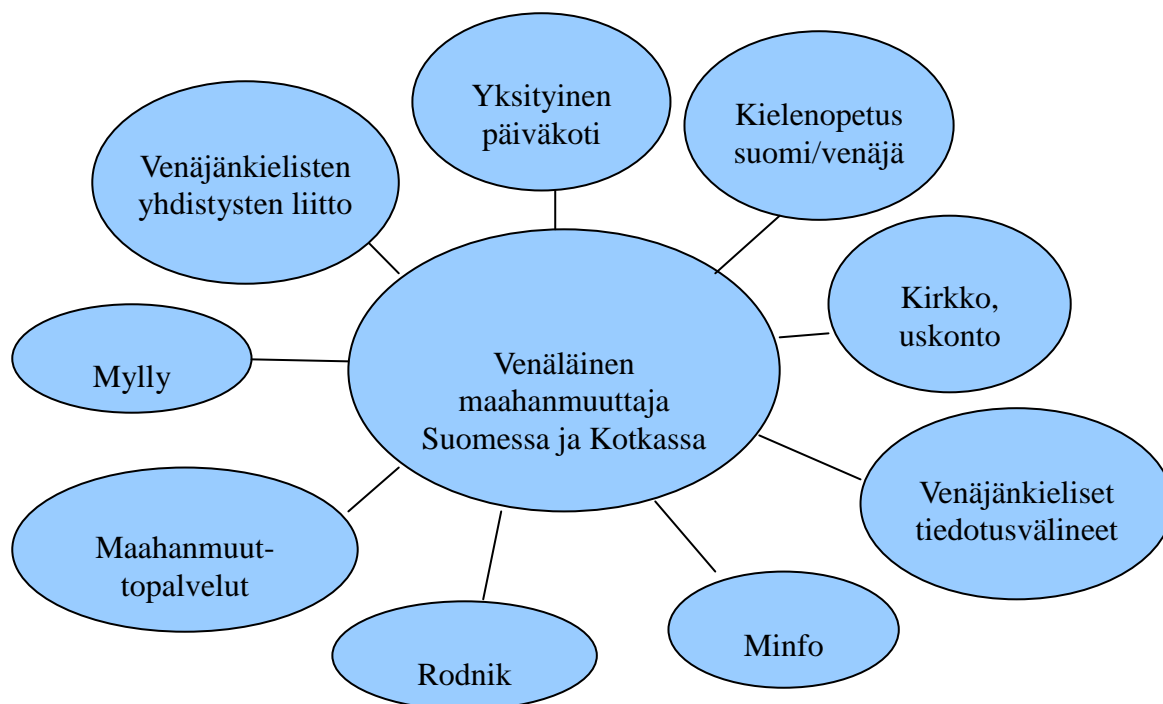 Yksityinen
päiväkoti
Kielenopetus
suomi/venäjä
Venäjänkielisten
yhdistysten liitto
Kirkko,
uskonto
Mylly
Venäläinen
maahanmuuttaja
Suomessa ja Kotkassa
Venäjänkieliset
tiedotusvälineet
Maahanmuut-
topalvelut
Minfo
Rodnik